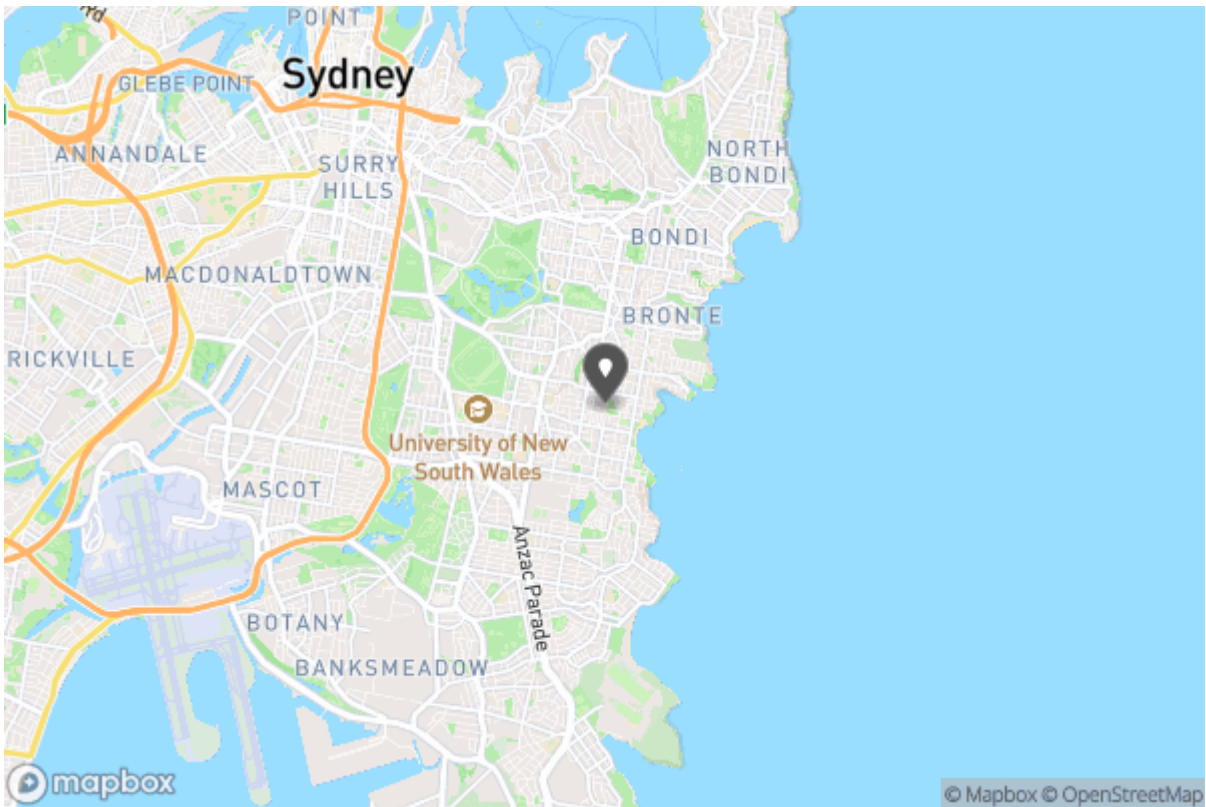 Rd
POINT
GLEBE POINT
Sydney
ANNANDALE
SURRY
HILLS
NORTH
BONDI
BONDI
MACDONALDTOWN
BRONTE
RICKVILLE
University of New
South Wales
MASCOT
Anzac Parade
BOTANY
BANKSMEADOW
mapbox
© Mapbox © OpenStreetMap